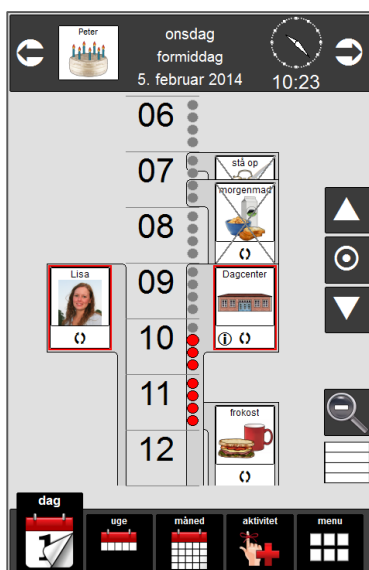 Peter
onsdag
formiddag
5. februar 2014
10:23
06
07
stå op
morgenmad
08
Lisa
09
Dagcenter
10
11
frokost
12
dag
1
uge
måned
aktivitet
menu